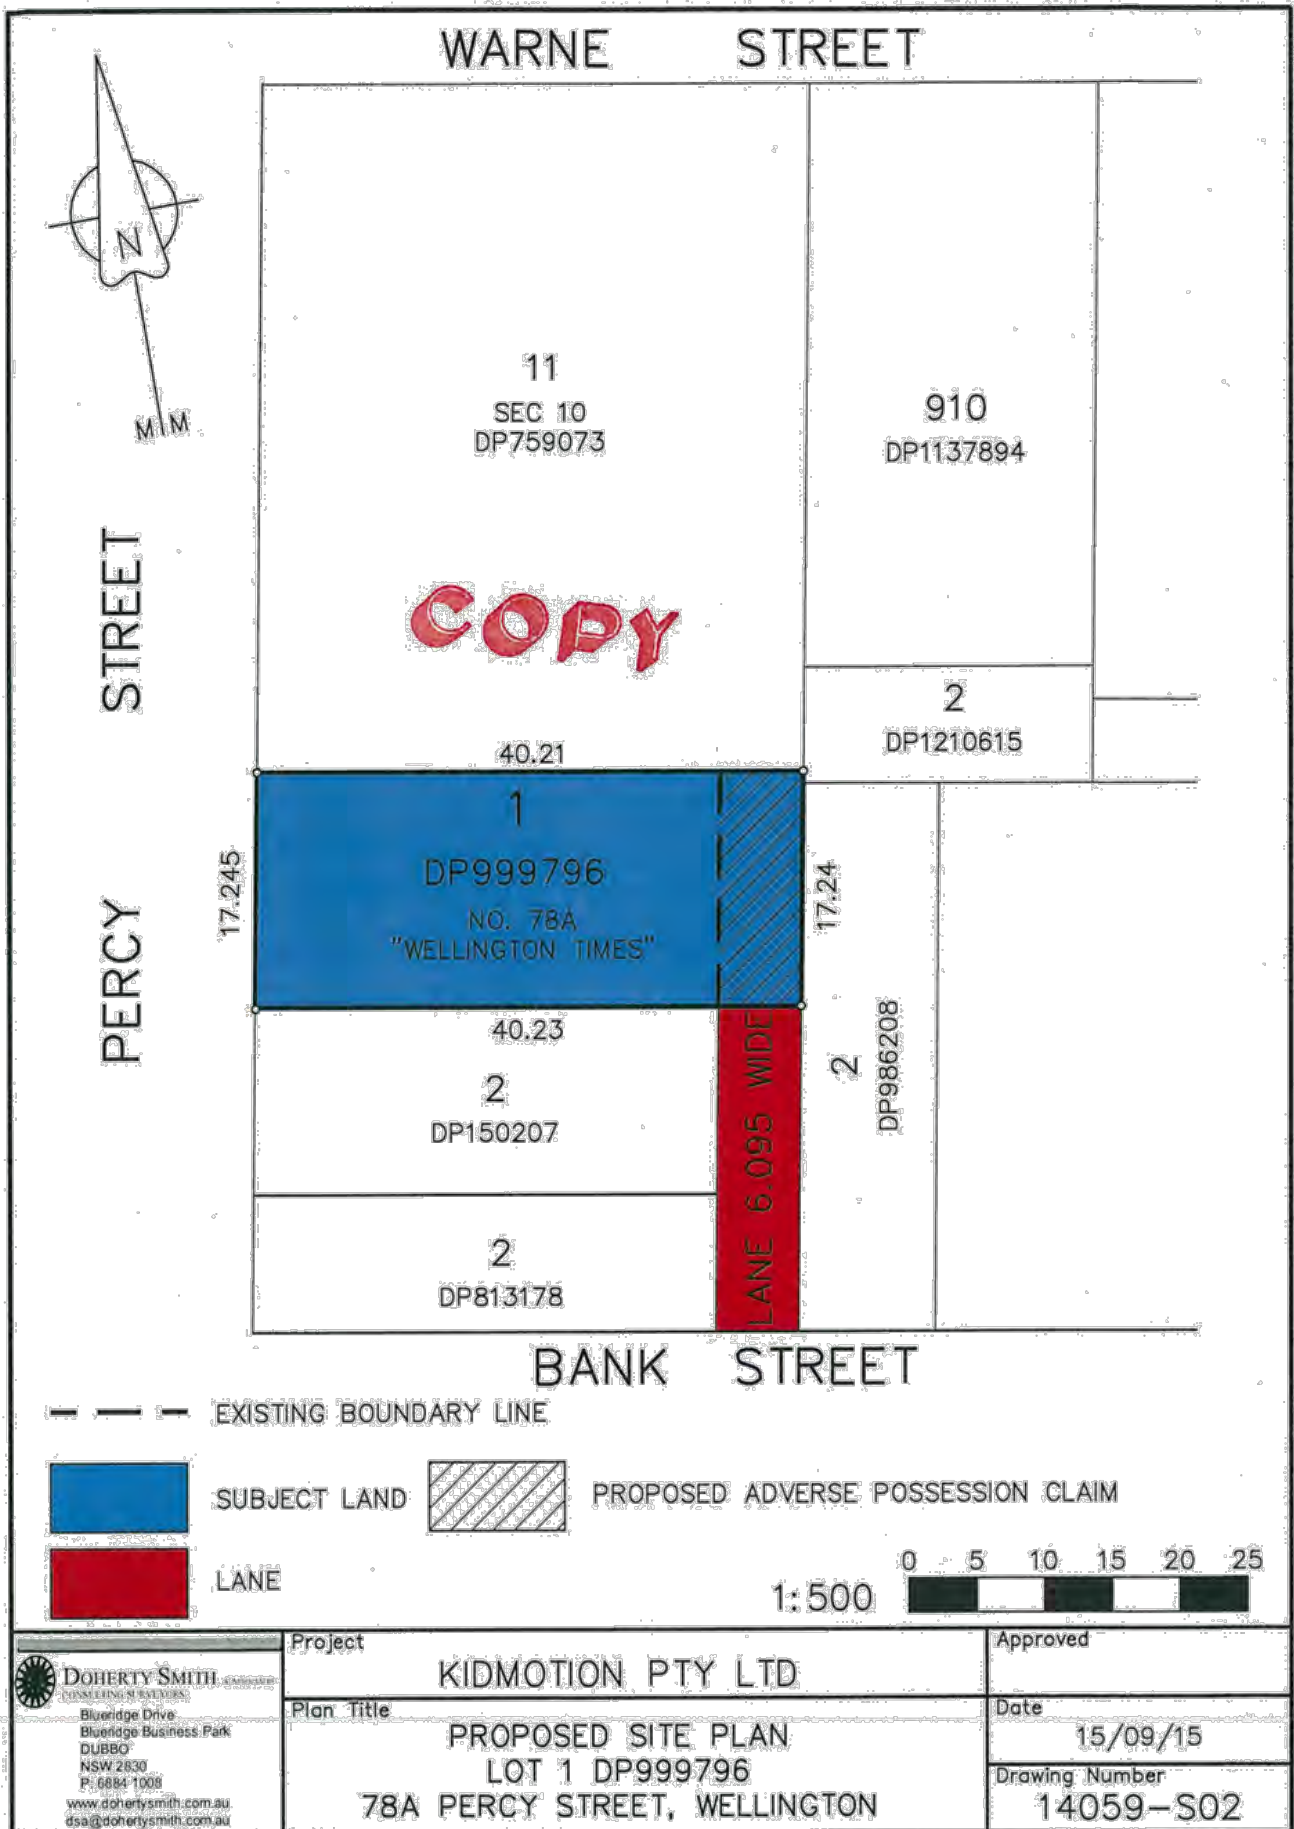 WARNE STREET
N
M M
11
SEC 10
DP759073
910
DP1137894
PERCY STREET
COPY
2
DP1210615
40.21
1
DP999796
NO. 78A
"WELLINGTON TIMES"
17.245
17.24
40.23
2
DP150207
LANE 6.095 WIDE
2
DP986208
2
DP813178
BANK STREET
EXISTING BOUNDARY LINE
SUBJECT LAND
PROPOSED ADVERSE POSSESSION CLAIM
LANE
1:500
0 5 10 15 20 25
DOHERTY SMITH
CONSULTING SURVEYORS
Blueridge Drive
Blueridge Business Park
DUBBO
NSW 2830
P: 6884 1008
www.dohertysmith.com.au
dsa@dohertysmith.com.au
Project
KIDMOTION PTY LTD
Plan Title
PROPOSED SITE PLAN
LOT 1 DP999796
78A PERCY STREET, WELLINGTON
Approved
Date
15/09/15
Drawing Number
14059-S02